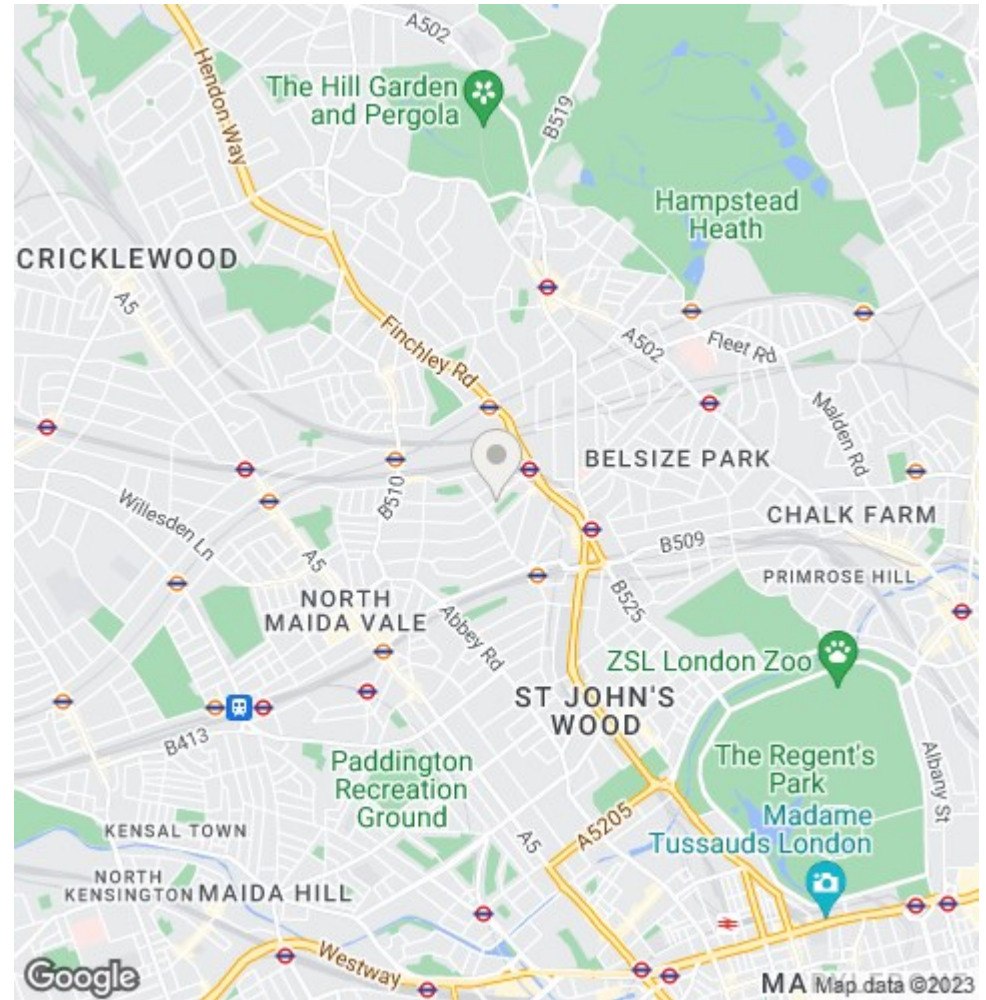 A502
The Hill Garden
and Pergola
B519
Hendon Way
Hampstead
Heath
CRICKLEWOOD
A5
A502
Fleet Rd
Finchley Rd
Malden Rd
BELSIZE PARK
B510
Willesden Ln
A5
CHALK FARM
B509
PRIMROSE HILL
NORTH
MAIDA VALE
Abbey Rd
B525
ZSL London Zoo
ST JOHN'S
WOOD
B413
The Regent's
Park
Albany St
Paddington
Recreation
Ground
Madame
Tussauds London
KENSAL TOWN
A5
A5205
NORTH
KENSINGTON
MAIDA HILL
Westway
Google
Map data ©2023